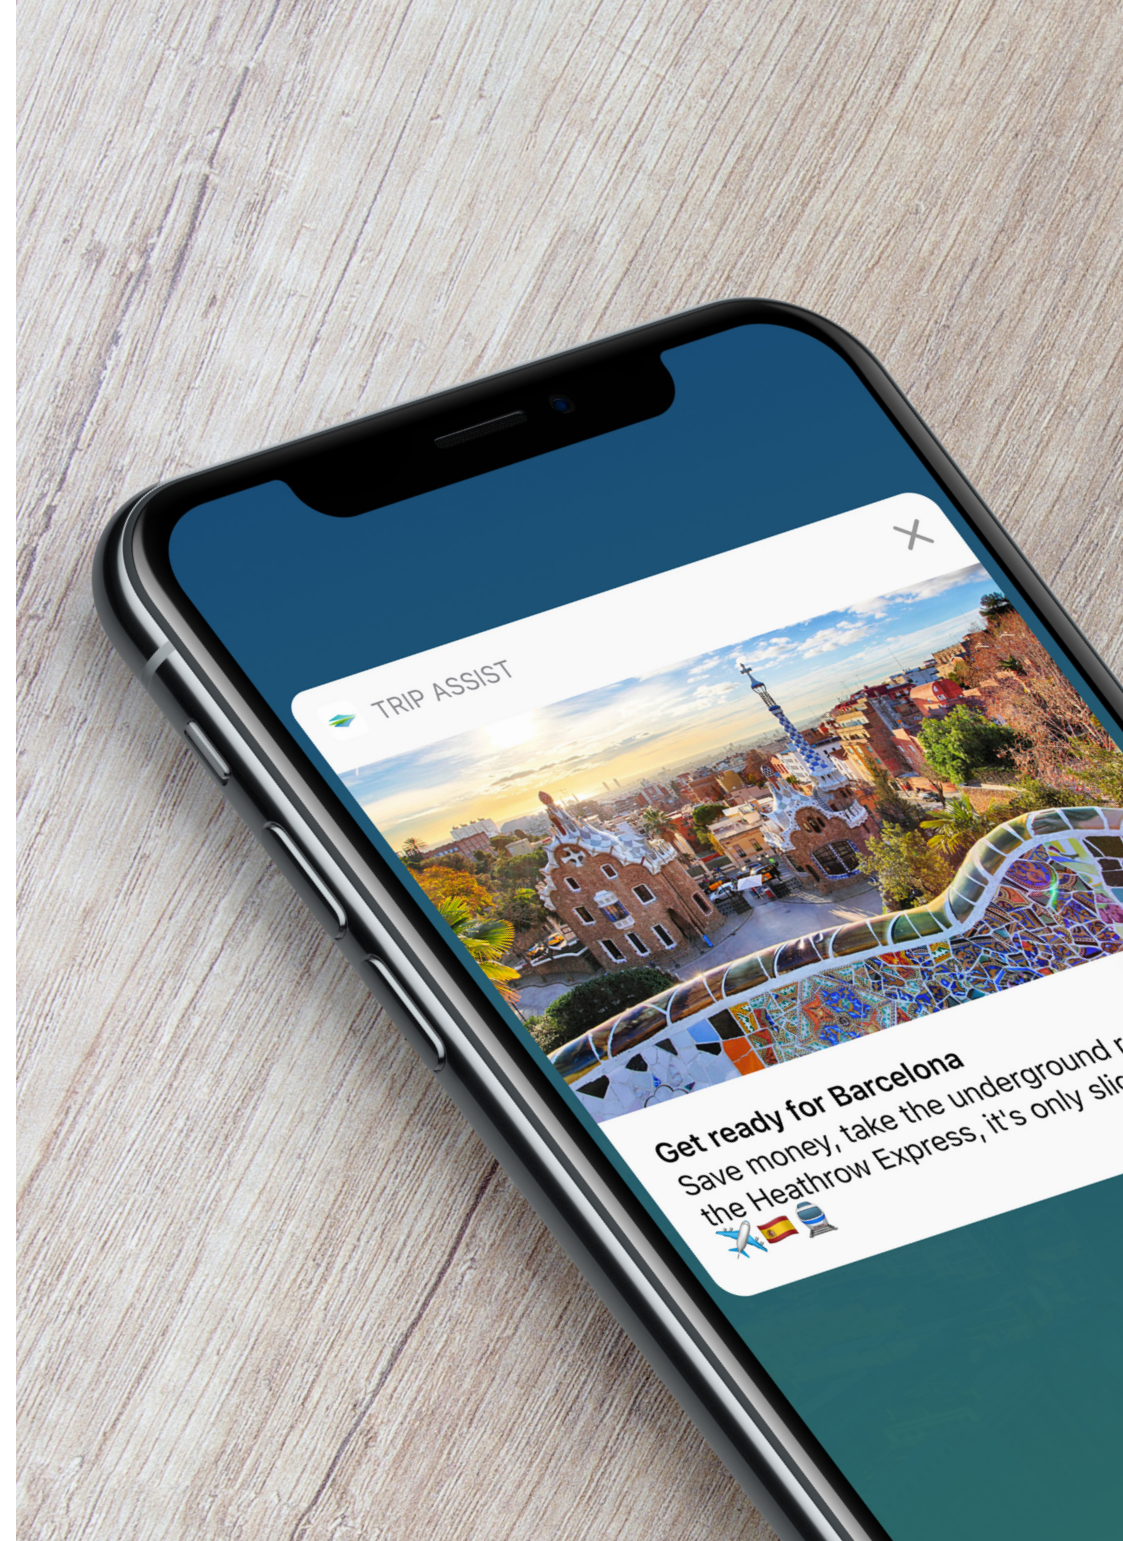 TRIP ASSIST
Get ready for Barcelona
Save money, take the underground
the Heathrow Express, it's only
✈️🇪🇸🚆